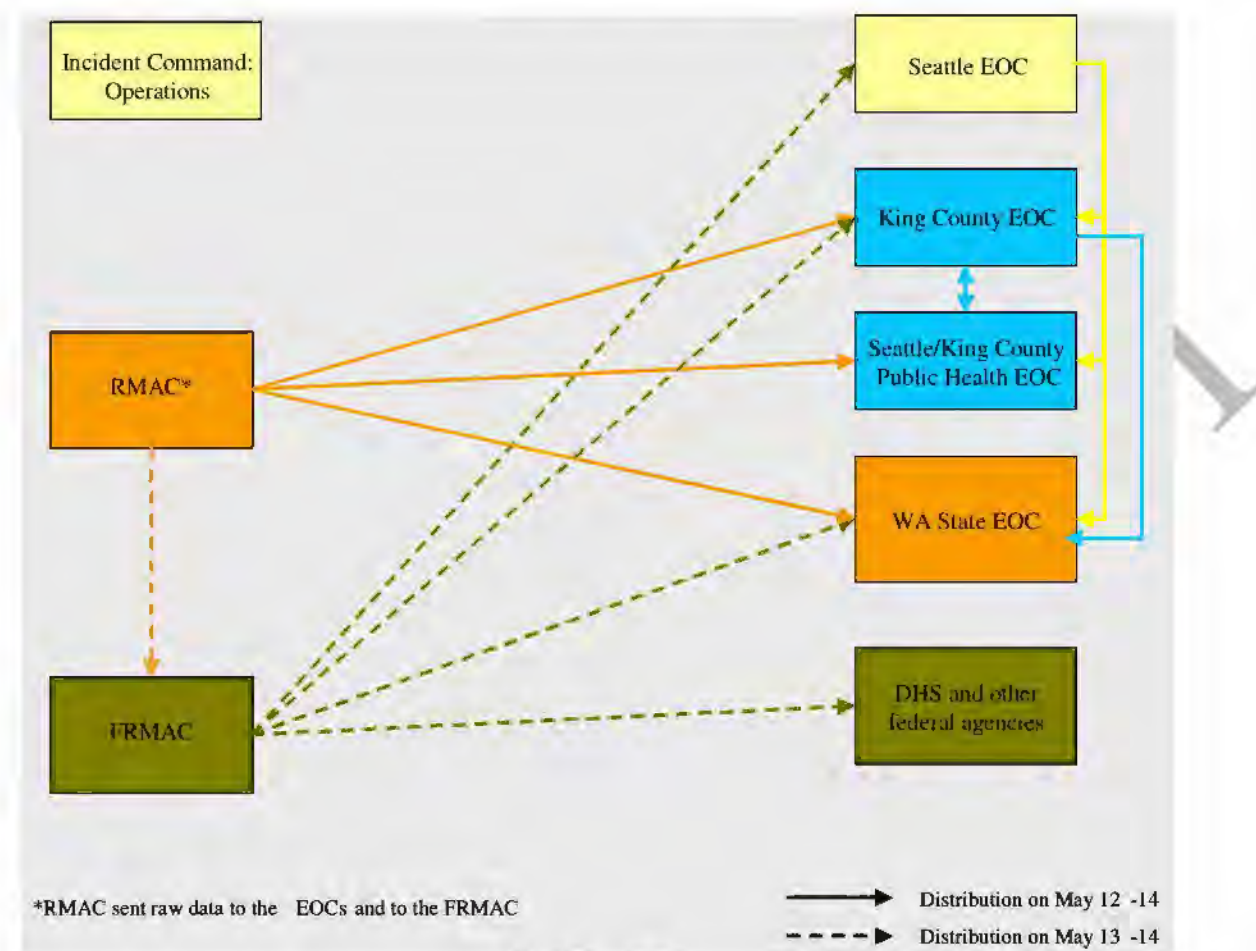 Incident Command:
Operations
Seattle EOC
King County EOC
RMAC*
Seattle/King County
Public Health EOC
WA State EOC
FRMAC
DHS and other
federal agencies
*RMAC sent raw data to the EOCs and to the FRMAC
Distribution on May 12 -14
Distribution on May 13 -14